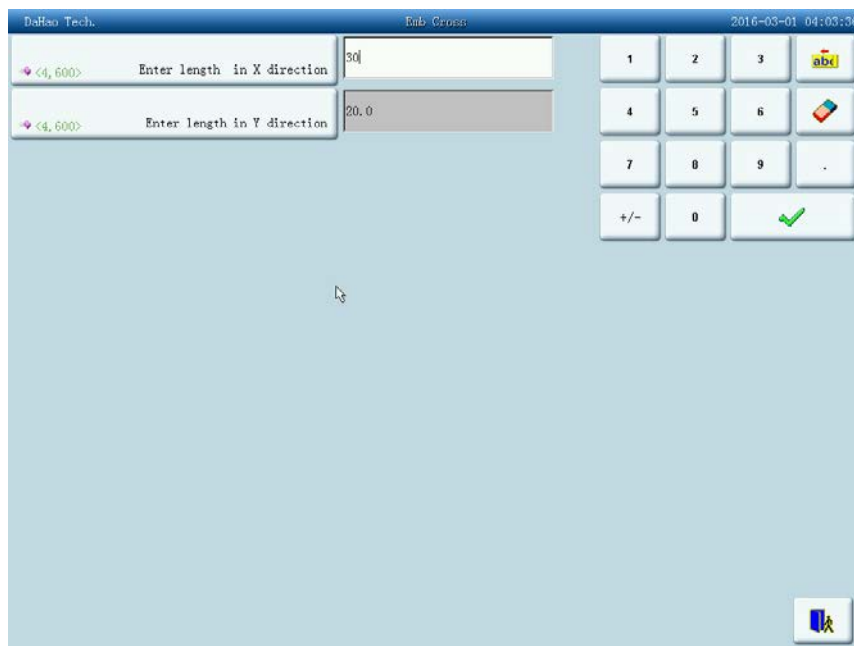 DaHao Tech. Emb Cross 2016-03-01 04:03:36
<4,600> Enter length in X direction 30
<4,600> Enter length in Y direction 20.0
1 2 3 abc
4 5 6
7 8 9 .
+/- 0